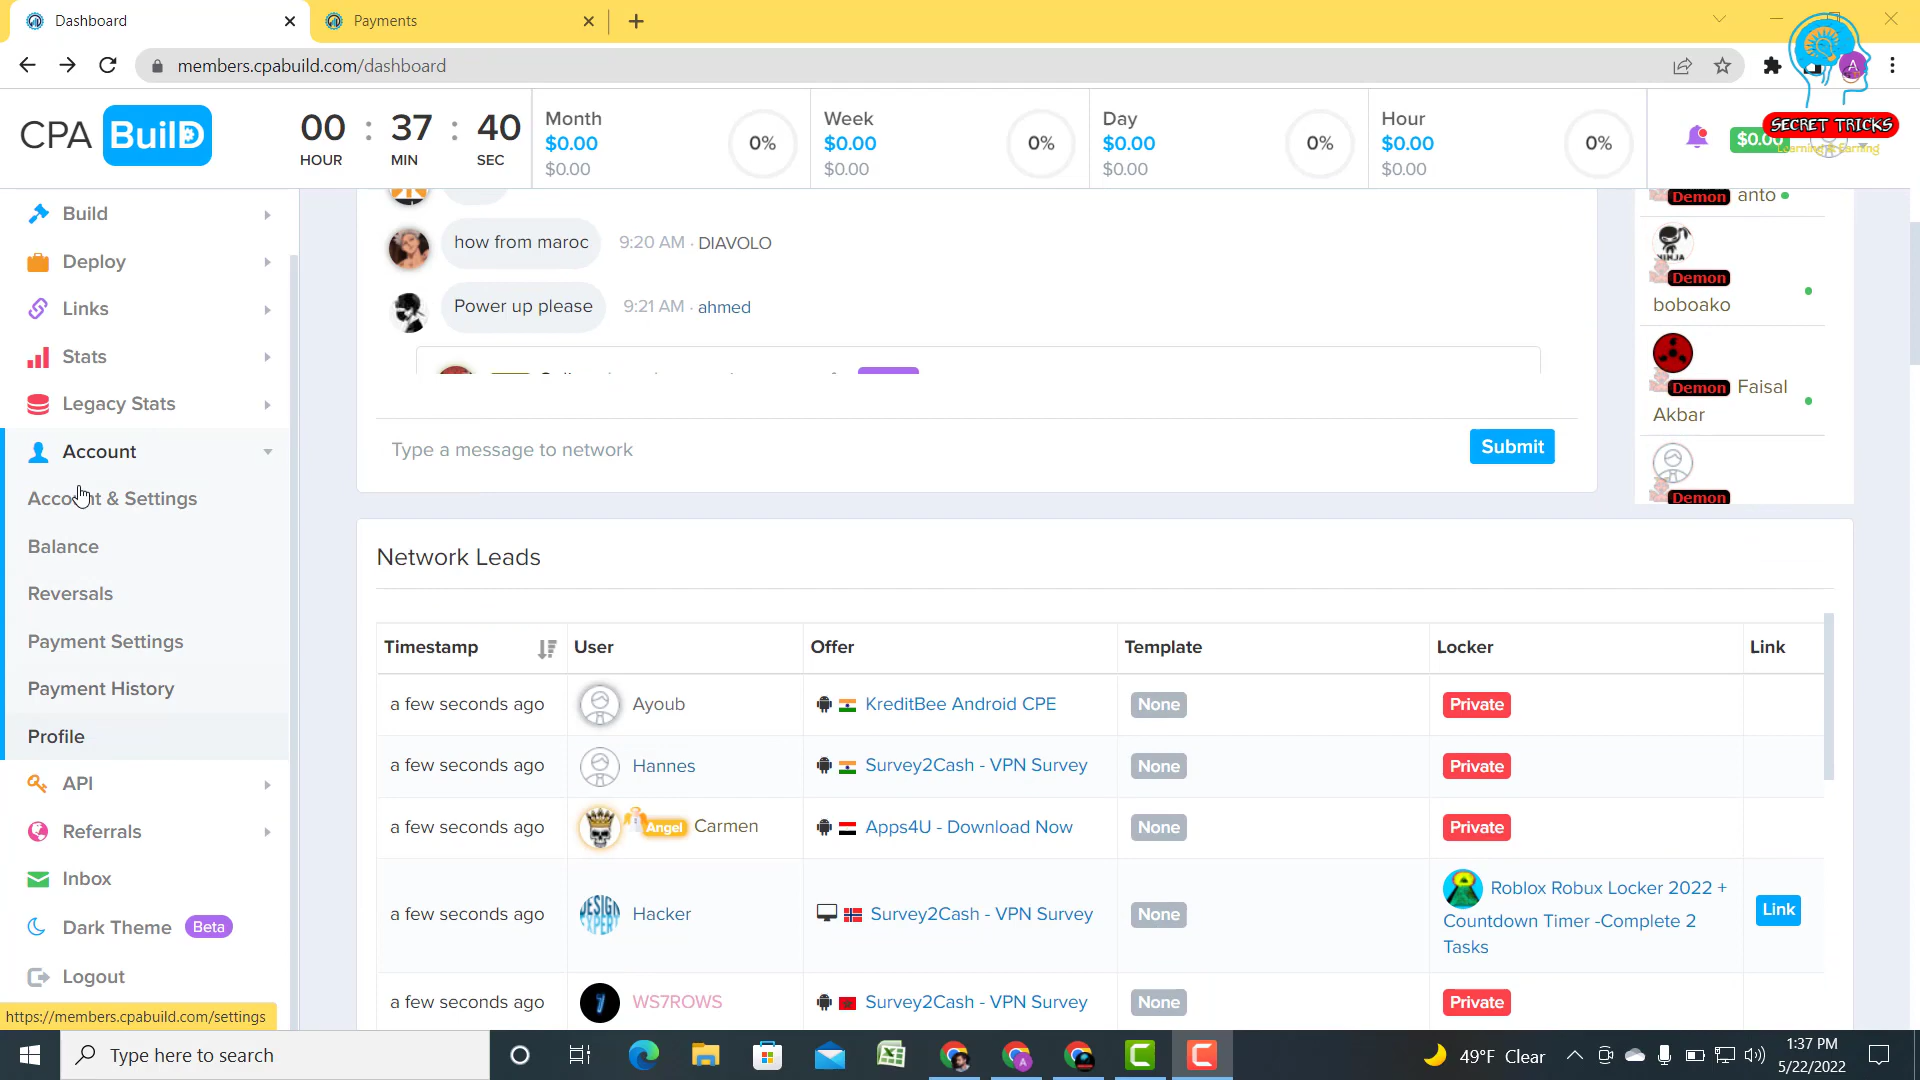 Dashboard
Payments
members.cpabuild.com/dashboard
CPA BuilD
00 : 37 : 40
HOUR MIN SEC
Month
$0.00
$0.00
0%
Week
$0.00
$0.00
0%
Day
$0.00
$0.00
0%
Hour
$0.00
$0.00
0%
$0.00
A
SECRET TRICKS
Learning & Earning
Build
Deploy
Links
Stats
Legacy Stats
Account
Account & Settings
Balance
Reversals
Payment Settings
Payment History
Profile
API
Referrals
Inbox
Dark Theme Beta
Logout
https://members.cpabuild.com/settings
how from maroc 9:20 AM · DIAVOLO
Power up please 9:21 AM · ahmed
Type a message to network
Submit
Demon anto
NINJA
Demon
boboako
Demon Faisal
Akbar
Demon
Network Leads
Timestamp User Offer Template Locker Link
a few seconds ago Ayoub KreditBee Android CPE None Private
a few seconds ago Hannes Survey2Cash - VPN Survey None Private
a few seconds ago Angel Carmen Apps4U - Download Now None Private
a few seconds ago DESIGN EXPERT Hacker Survey2Cash - VPN Survey None Roblox Robux Locker 2022 +
Countdown Timer -Complete 2
Tasks
Link
a few seconds ago WS7ROWS Survey2Cash - VPN Survey None Private
Type here to search
49°F Clear
1:37 PM
5/22/2022